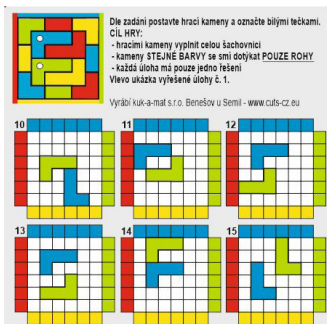 Dle zadání postavte hrací kameny a označte bílými tečkami.
CÍL HRY:
- hracími kameny vyplnit celou šachovnici
- kameny STEJNÉ BARVY se smí dotýkat POUZE ROHY
- každá úloha má pouze jedno řešení
Vlevo ukázka vyřešené úlohy č. 1.
Vyrábí kuk-a-mat s.r.o. Benešov u Semil - www.cuts-cz.eu
10 11 12
13 14 15